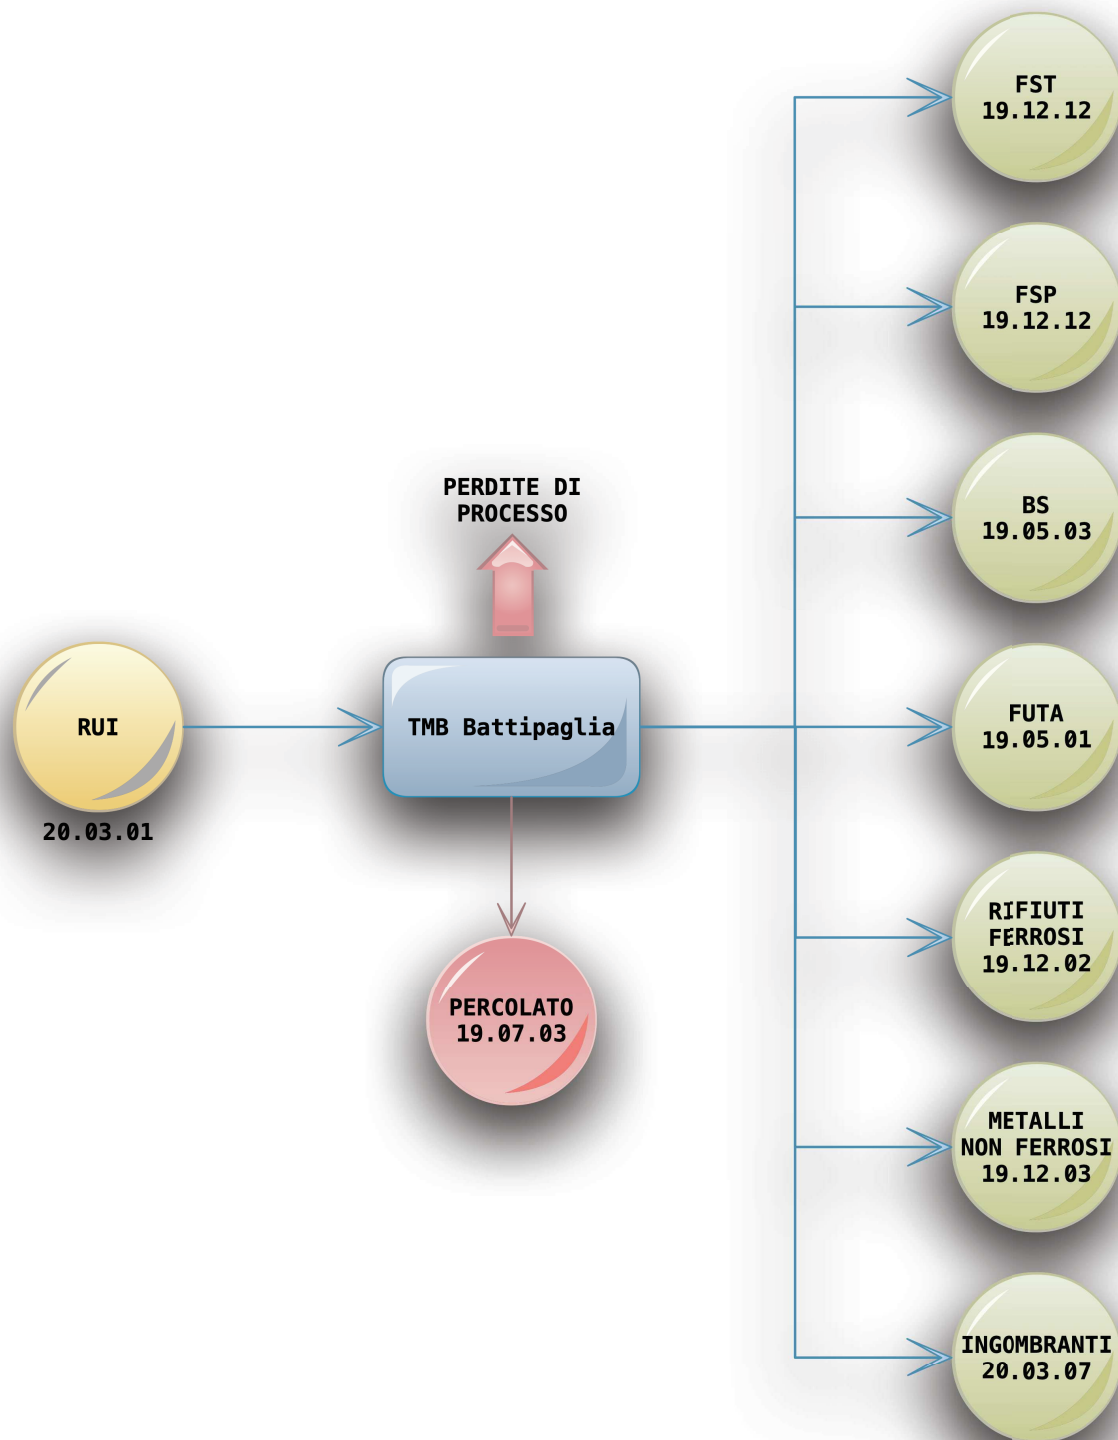 FST
19.12.12
FSP
19.12.12
BS
19.05.03
PERDITE DI
PROCESSO
RUI
20.03.01
TMB Battipaglia
FUTA
19.05.01
RIFIUTI
FERROSI
19.12.02
PERCOLATO
19.07.03
METALLI
NON FERROSI
19.12.03
INGOMBRANTI
20.03.07